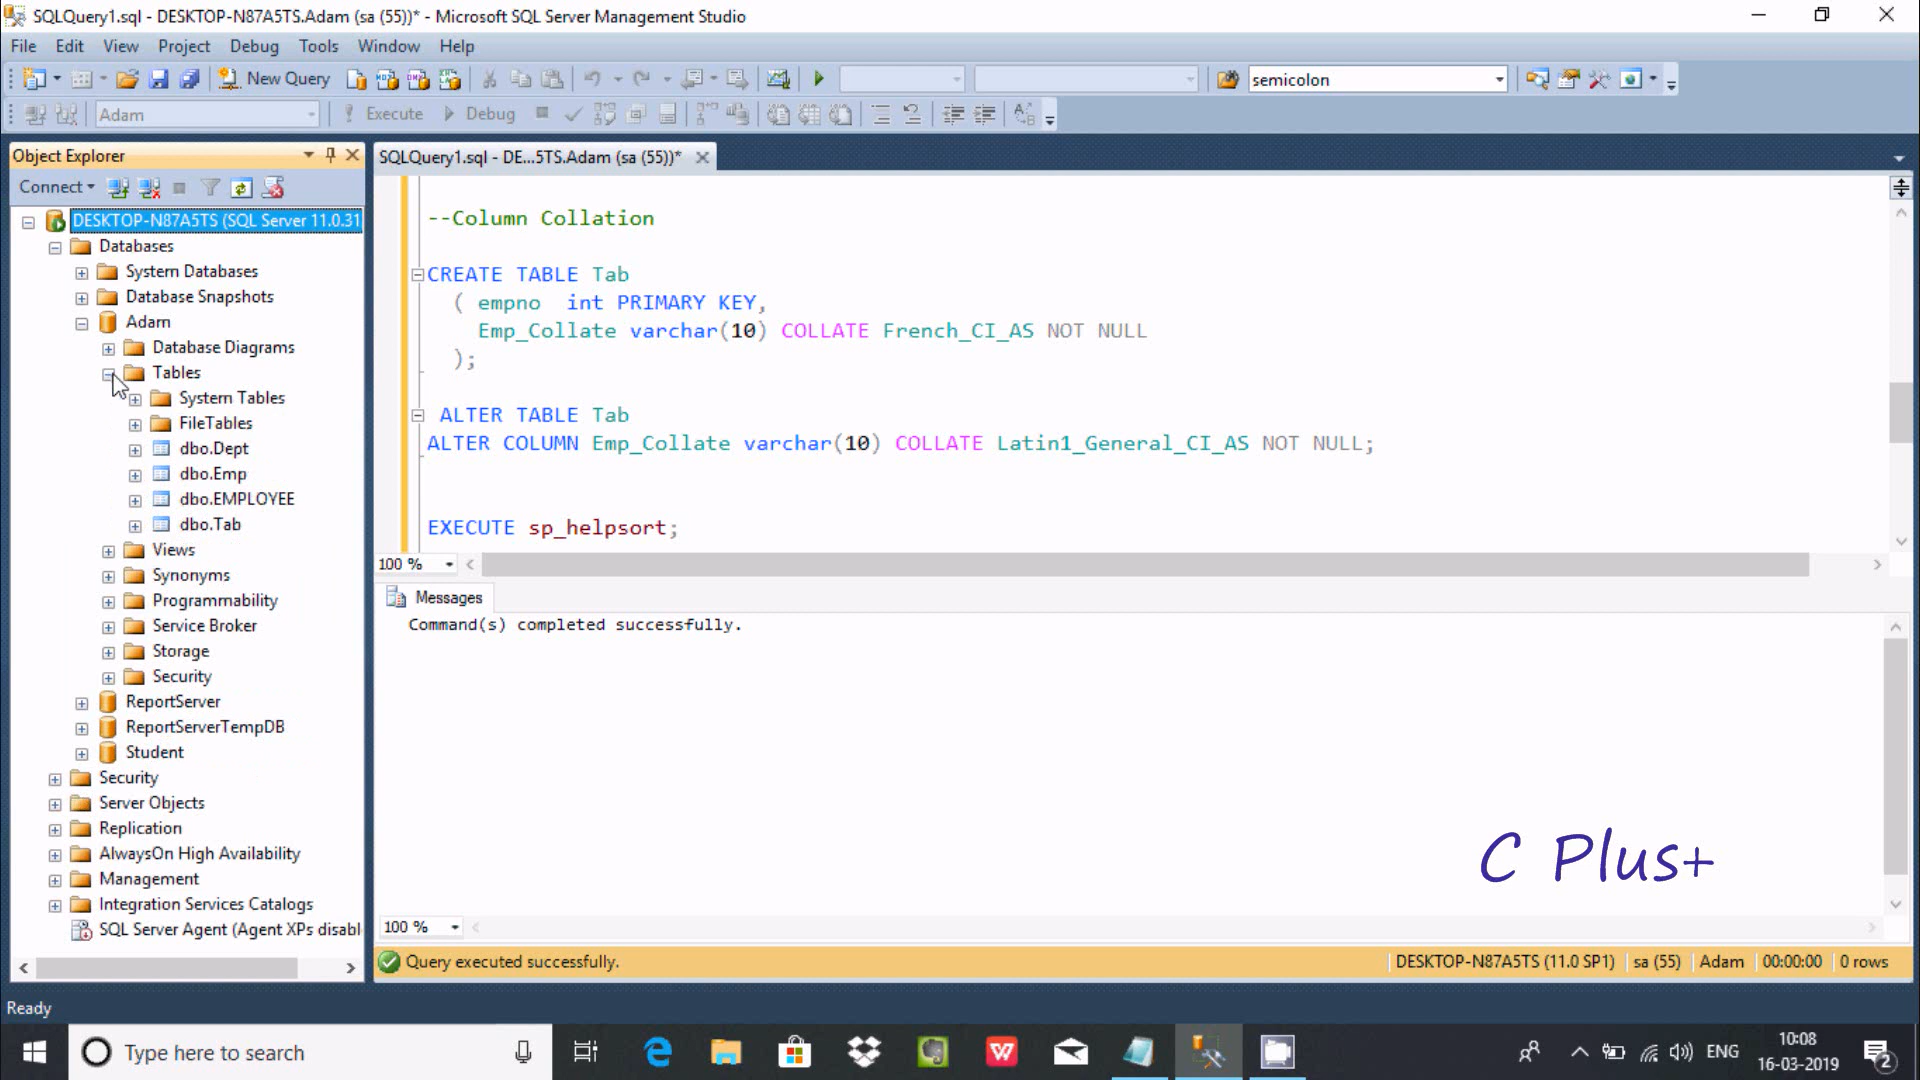 SQLQuery1.sql - DESKTOP-N87A5TS.Adam (sa (55))* - Microsoft SQL Server Management Studio
File Edit View Project Debug Tools Window Help
New Query semicolon
Adam Execute Debug
Object Explorer
Connect
DESKTOP-N87A5TS (SQL Server 11.0.31
Databases
System Databases
Database Snapshots
Adam
Database Diagrams
Tables
System Tables
FileTables
dbo.Dept
dbo.Emp
dbo.EMPLOYEE
dbo.Tab
Views
Synonyms
Programmability
Service Broker
Storage
Security
ReportServer
ReportServerTempDB
Student
Security
Server Objects
Replication
AlwaysOn High Availability
Management
Integration Services Catalogs
SQL Server Agent (Agent XPs disabl
SQLQuery1.sql - DE...5TS.Adam (sa (55))*
--Column Collation
CREATE TABLE Tab
( empno int PRIMARY KEY,
Emp_Collate varchar(10) COLLATE French_CI_AS NOT NULL
);
ALTER TABLE Tab
ALTER COLUMN Emp_Collate varchar(10) COLLATE Latin1_General_CI_AS NOT NULL;
EXECUTE sp_helpsort;
100 %
Messages
Command(s) completed successfully.
C Plus+
100 %
Query executed successfully. DESKTOP-N87A5TS (11.0 SP1) sa (55) Adam 00:00:00 0 rows
Ready
Type here to search
ENG
10:08
16-03-2019
2